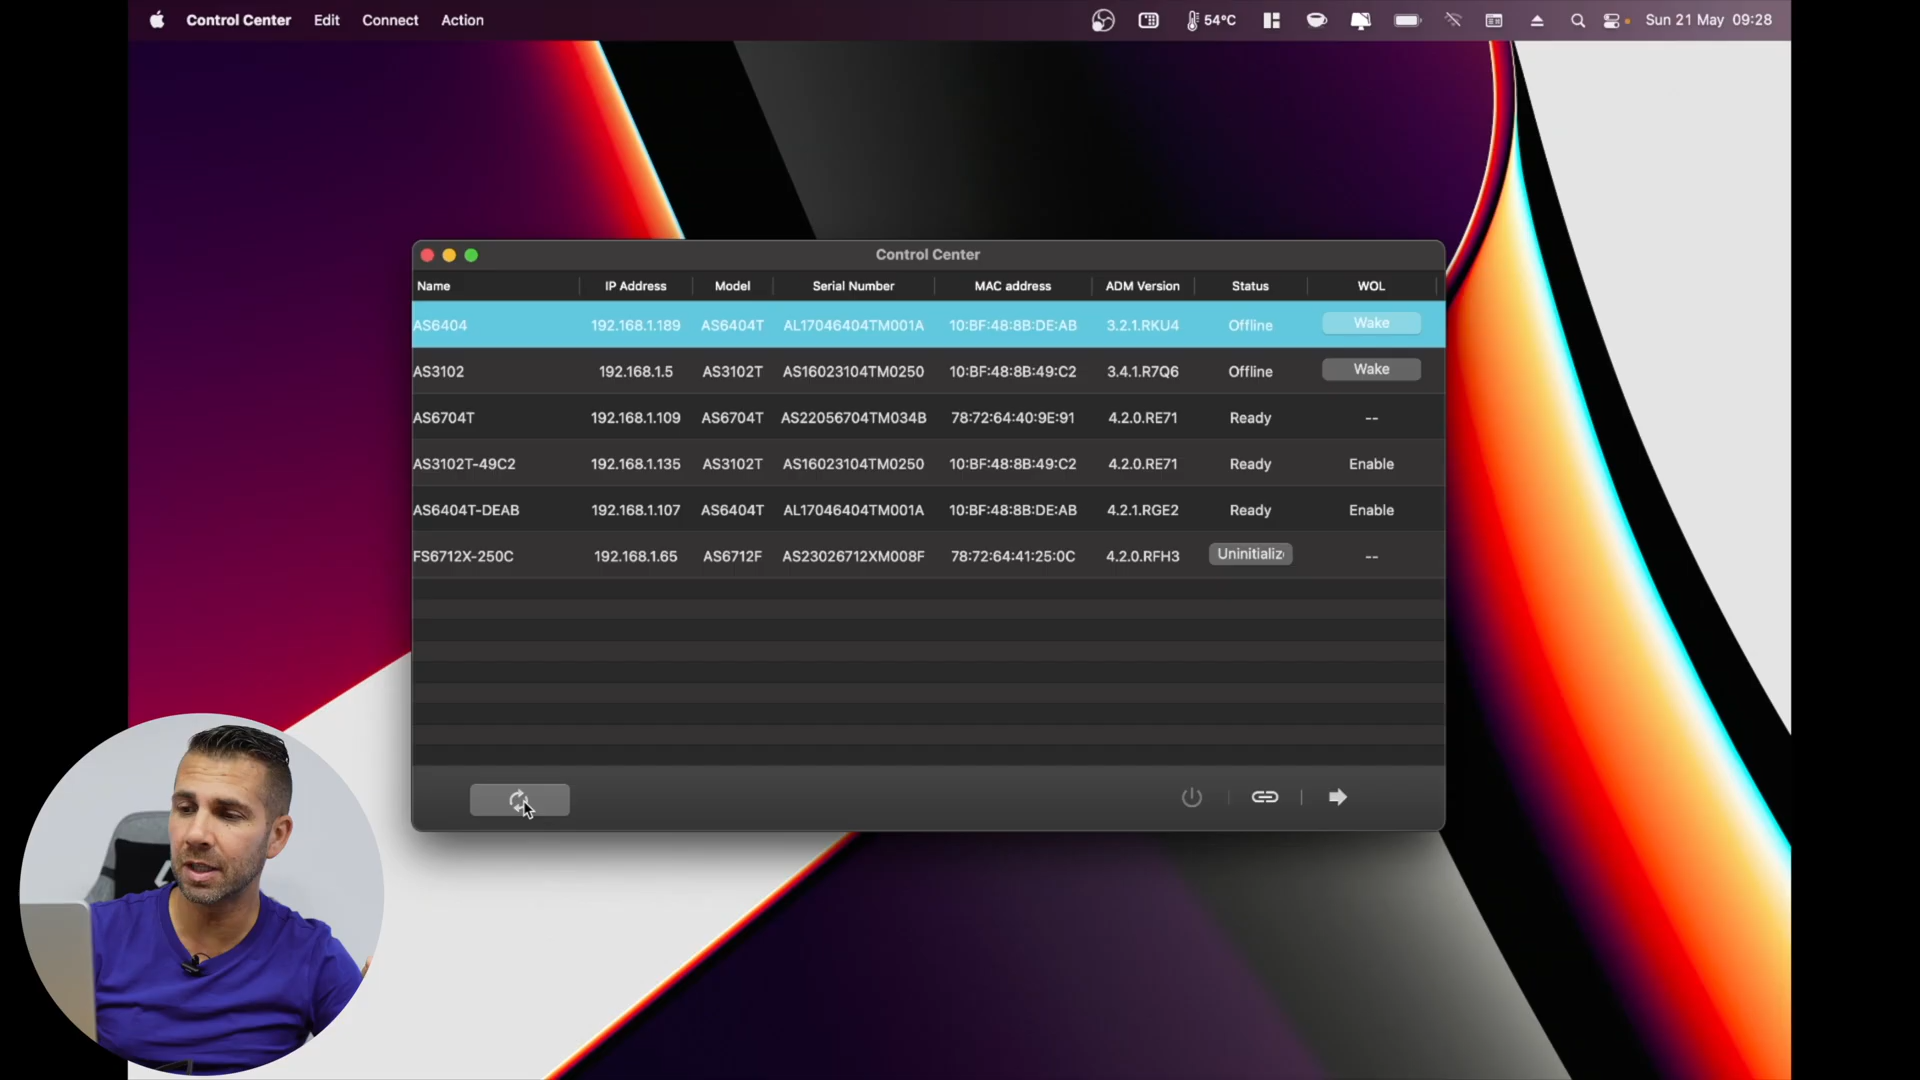 Control Center Edit Connect Action 54°C Sun 21 May 09:28
Control Center
Name IP Address Model Serial Number MAC address ADM Version Status WOL
AS6404 192.168.1.189 AS6404T AL17046404TM001A 10:BF:48:8B:DE:AB 3.2.1.RKU4 Offline Wake
AS3102 192.168.1.5 AS3102T AS16023104TM0250 10:BF:48:8B:49:C2 3.4.1.R7Q6 Offline Wake
AS6704T 192.168.1.109 AS6704T AS22056704TM034B 78:72:64:40:9E:91 4.2.0.RE71 Ready --
AS3102T-49C2 192.168.1.135 AS3102T AS16023104TM0250 10:BF:48:8B:49:C2 4.2.0.RE71 Ready Enable
AS6404T-DEAB 192.168.1.107 AS6404T AL17046404TM001A 10:BF:48:8B:DE:AB 4.2.1.RGE2 Ready Enable
FS6712X-250C 192.168.1.65 AS6712F AS23026712XM008F 78:72:64:41:25:0C 4.2.0.RFH3 Uninitializ --